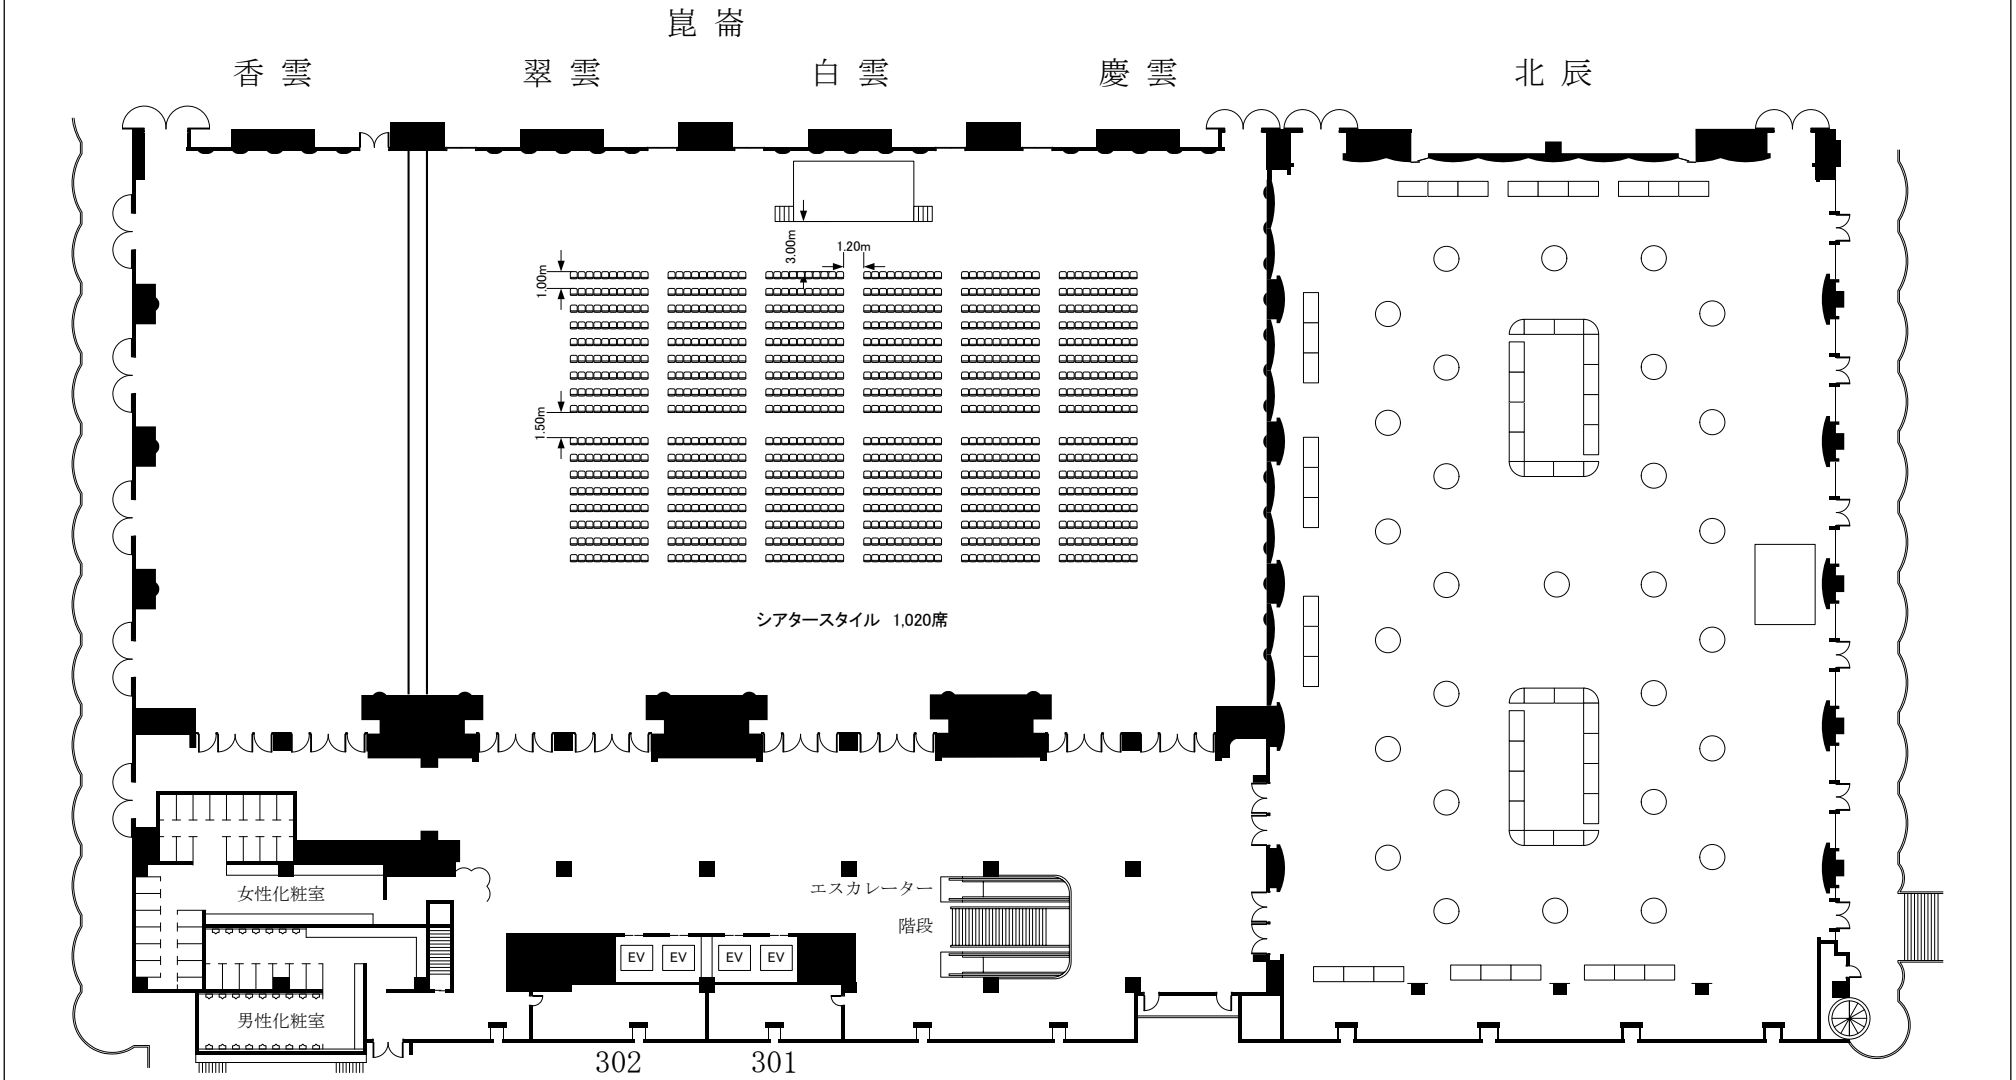 崑崙
香雲 翠雲 白雲 慶雲 北辰
3.00m
1.20m
1.00m
1.50m
シアタースタイル 1,020席
女性化粧室
エスカレーター
階段
EV EV EV EV
男性化粧室
302 301